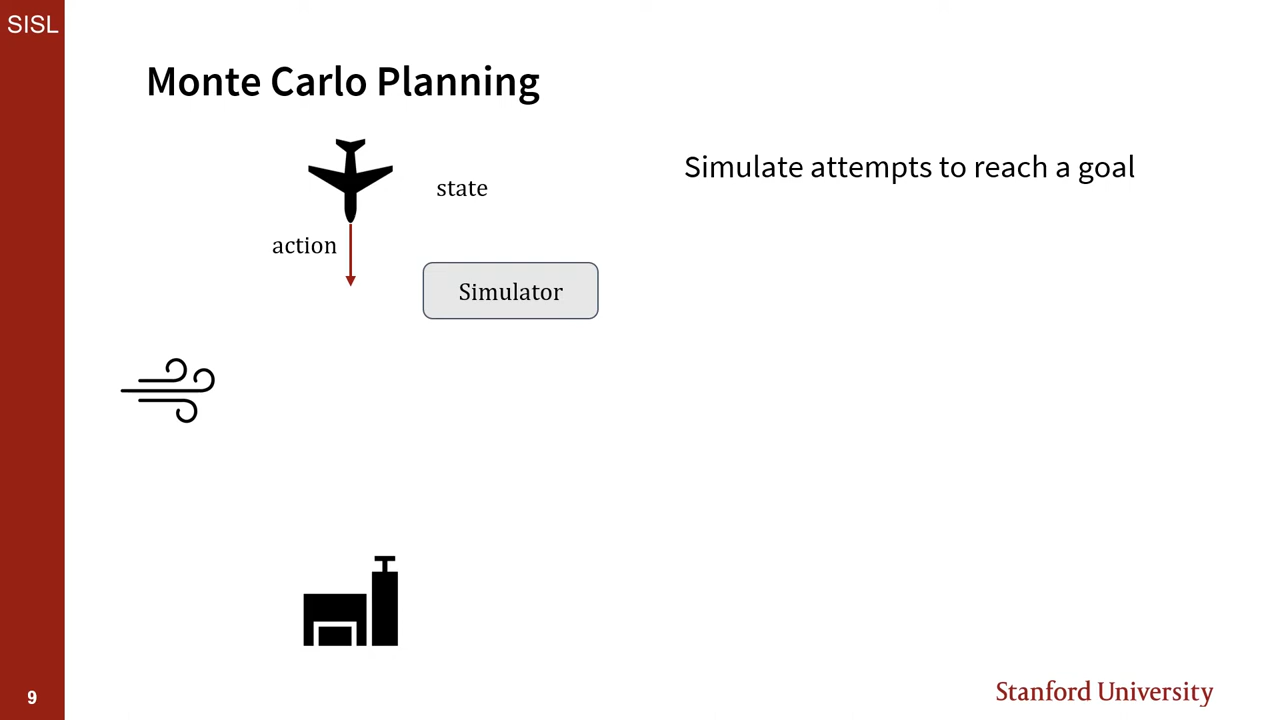 SISL
Monte Carlo Planning
state
action
Simulator
Simulate attempts to reach a goal
9
Stanford University